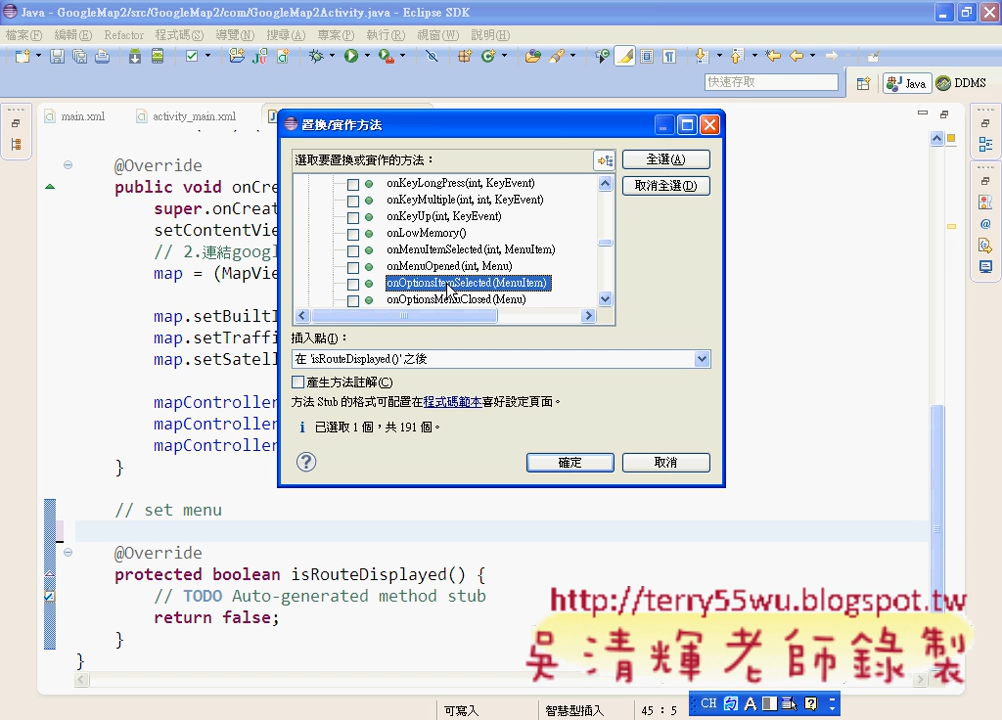 Java - GoogleMap2/src/GoogleMap2/com/GoogleMap2Activity.java - Eclipse SDK
檔案(F) 編輯(E) Refactor 程式碼(S) 導覽(N) 搜尋(A) 專案(P) 執行(R) 視窗(W) 說明(H)
快速存取
Java
DDMS
main.xml
activity_main.xml
@Override
public void onCre
super.onCreat
setContentVie
// 2.連結googl
map = (MapVie
map.setBuiltI
map.setTraffi
map.setSatell
mapController
mapController
mapController
}
// set menu
@Override
protected boolean isRouteDisplayed() {
// TODO Auto-generated method stub
return false;
}
}
置換/實作方法
選取要置換或實作的方法：
全選(A)
取消全選(D)
onKeyLongPress(int, KeyEvent)
onKeyMultiple(int, int, KeyEvent)
onKeyUp(int, KeyEvent)
onLowMemory()
onMenuItemSelected(int, MenuItem)
onMenuOpened(int, Menu)
onOptionsItemSelected(MenuItem)
onOptionsMenuClosed(Menu)
插入點(I)：
在 'isRouteDisplayed()' 之後
產生方法註解(C)
方法 Stub 的格式可配置在程式碼範本喜好設定頁面。
已選取 1 個，共 191 個。
確定
取消
http://terry55wu.blogspot.tw
吳清輝老師錄製
可寫入
智慧型插入
45 : 5
CH